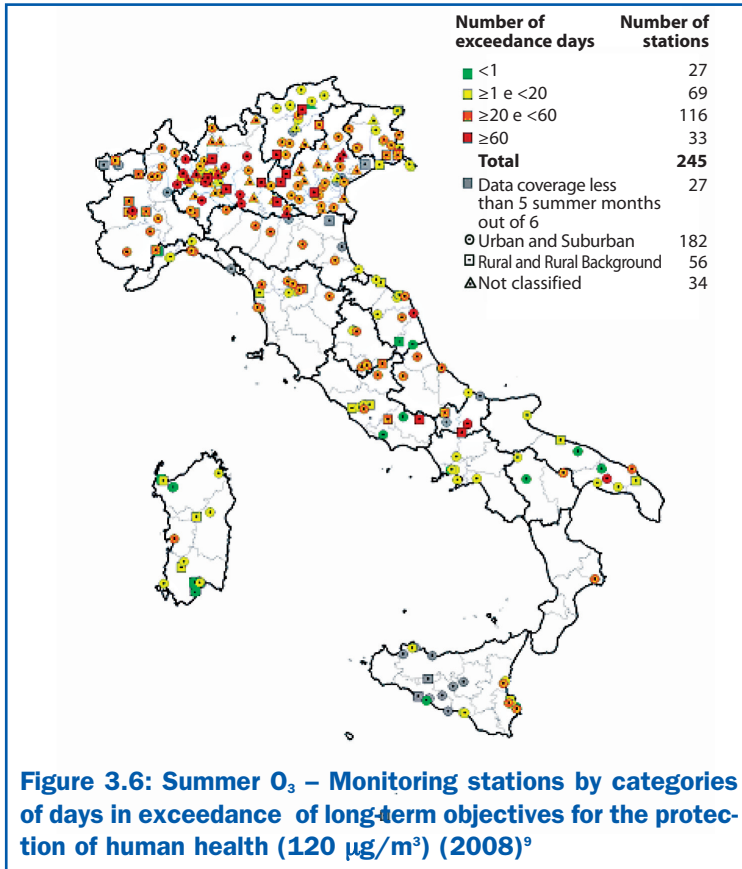 Number of exceedance days Number of stations
<1 27
≥1 e <20 69
≥20 e <60 116
≥60 33
Total 245
Data coverage less 27
than 5 summer months
out of 6
Urban and Suburban 182
Rural and Rural Background 56
Not classified 34
Figure 3.6: Summer O₃ – Monitoring stations by categories
of days in exceedance of long-term objectives for the protec-
tion of human health (120 µg/m³) (2008)⁹